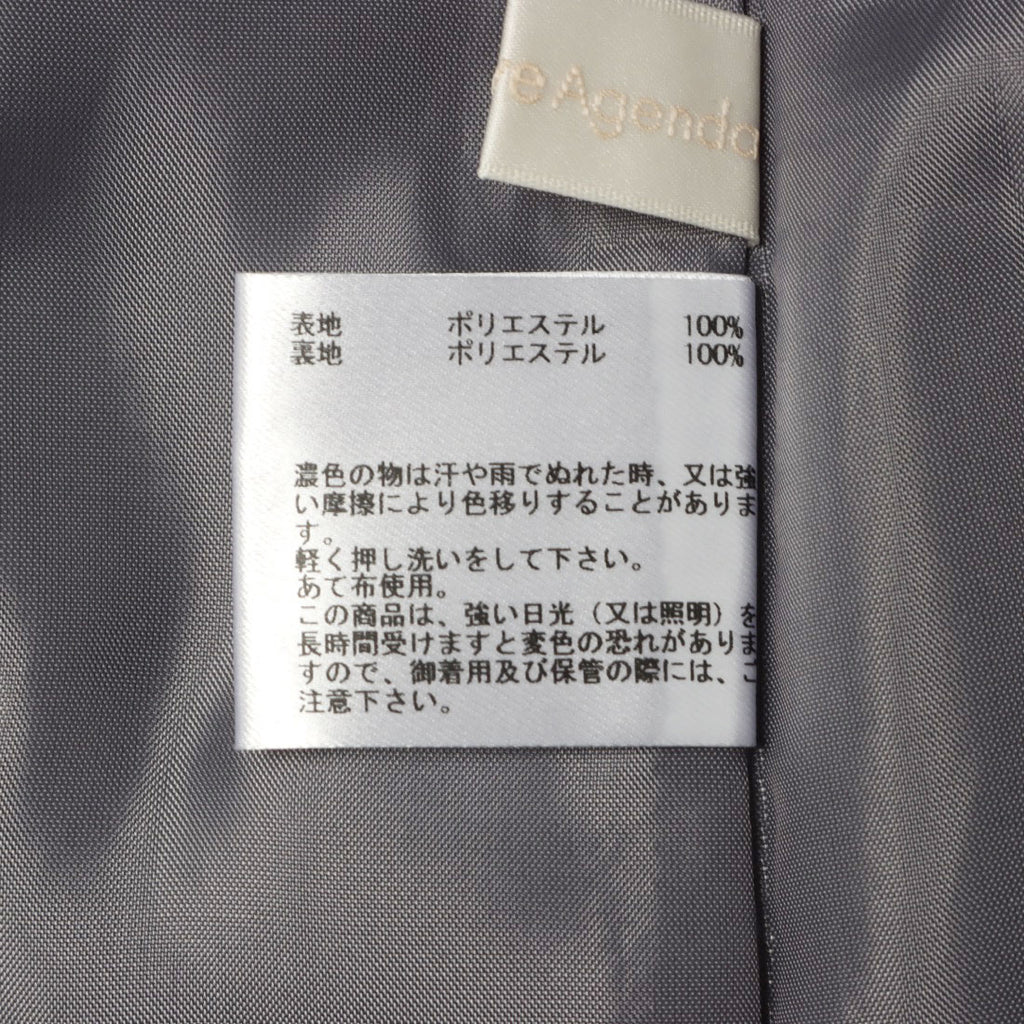 re Agenda
表地 ポリエステル 100%
裏地 ポリエステル 100%
濃色の物は汗や雨でぬれた時、又は強
い摩擦により色移りすることがありま
す。
軽く押し洗いをして下さい。
あて布使用。
この商品は、強い日光（又は照明）を
長時間受けますと変色の恐れがありま
すので、御着用及び保管の際には、ご
注意下さい。